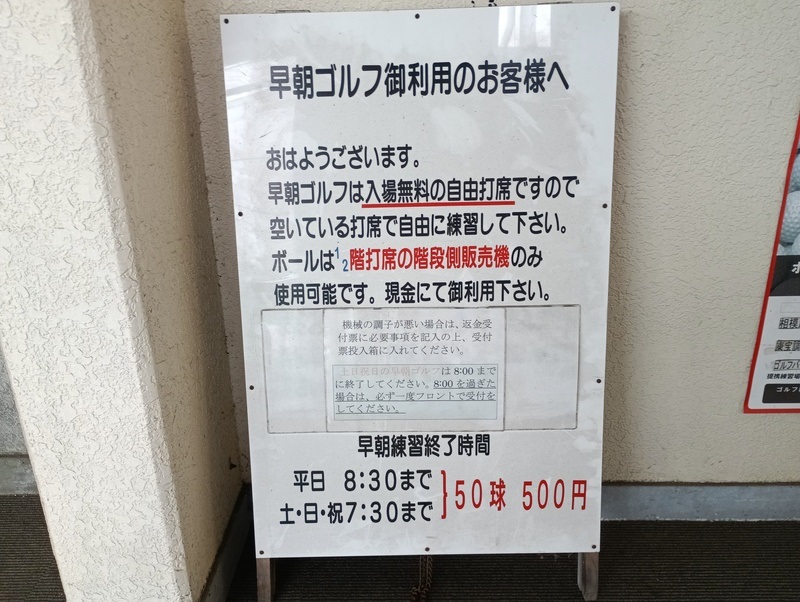 早朝ゴルフ御利用のお客様へ
おはようございます。
早朝ゴルフは入場無料の自由打席ですので
空いている打席で自由に練習して下さい。
ボールは1 2階打席の階段側販売機のみ
使用可能です。現金にて御利用下さい。
機械の調子が悪い場合は、返金受
付票に必要事項を記入の上、受付
票投入箱に入れてください。
土日祝日の早朝ゴルフは8:00まで
に終了してください。8:00を過ぎた
場合は、必ず一度フロントで受付を
してください。
早朝練習終了時間
平日 8:30まで
土・日・祝7:30まで
50球 500円